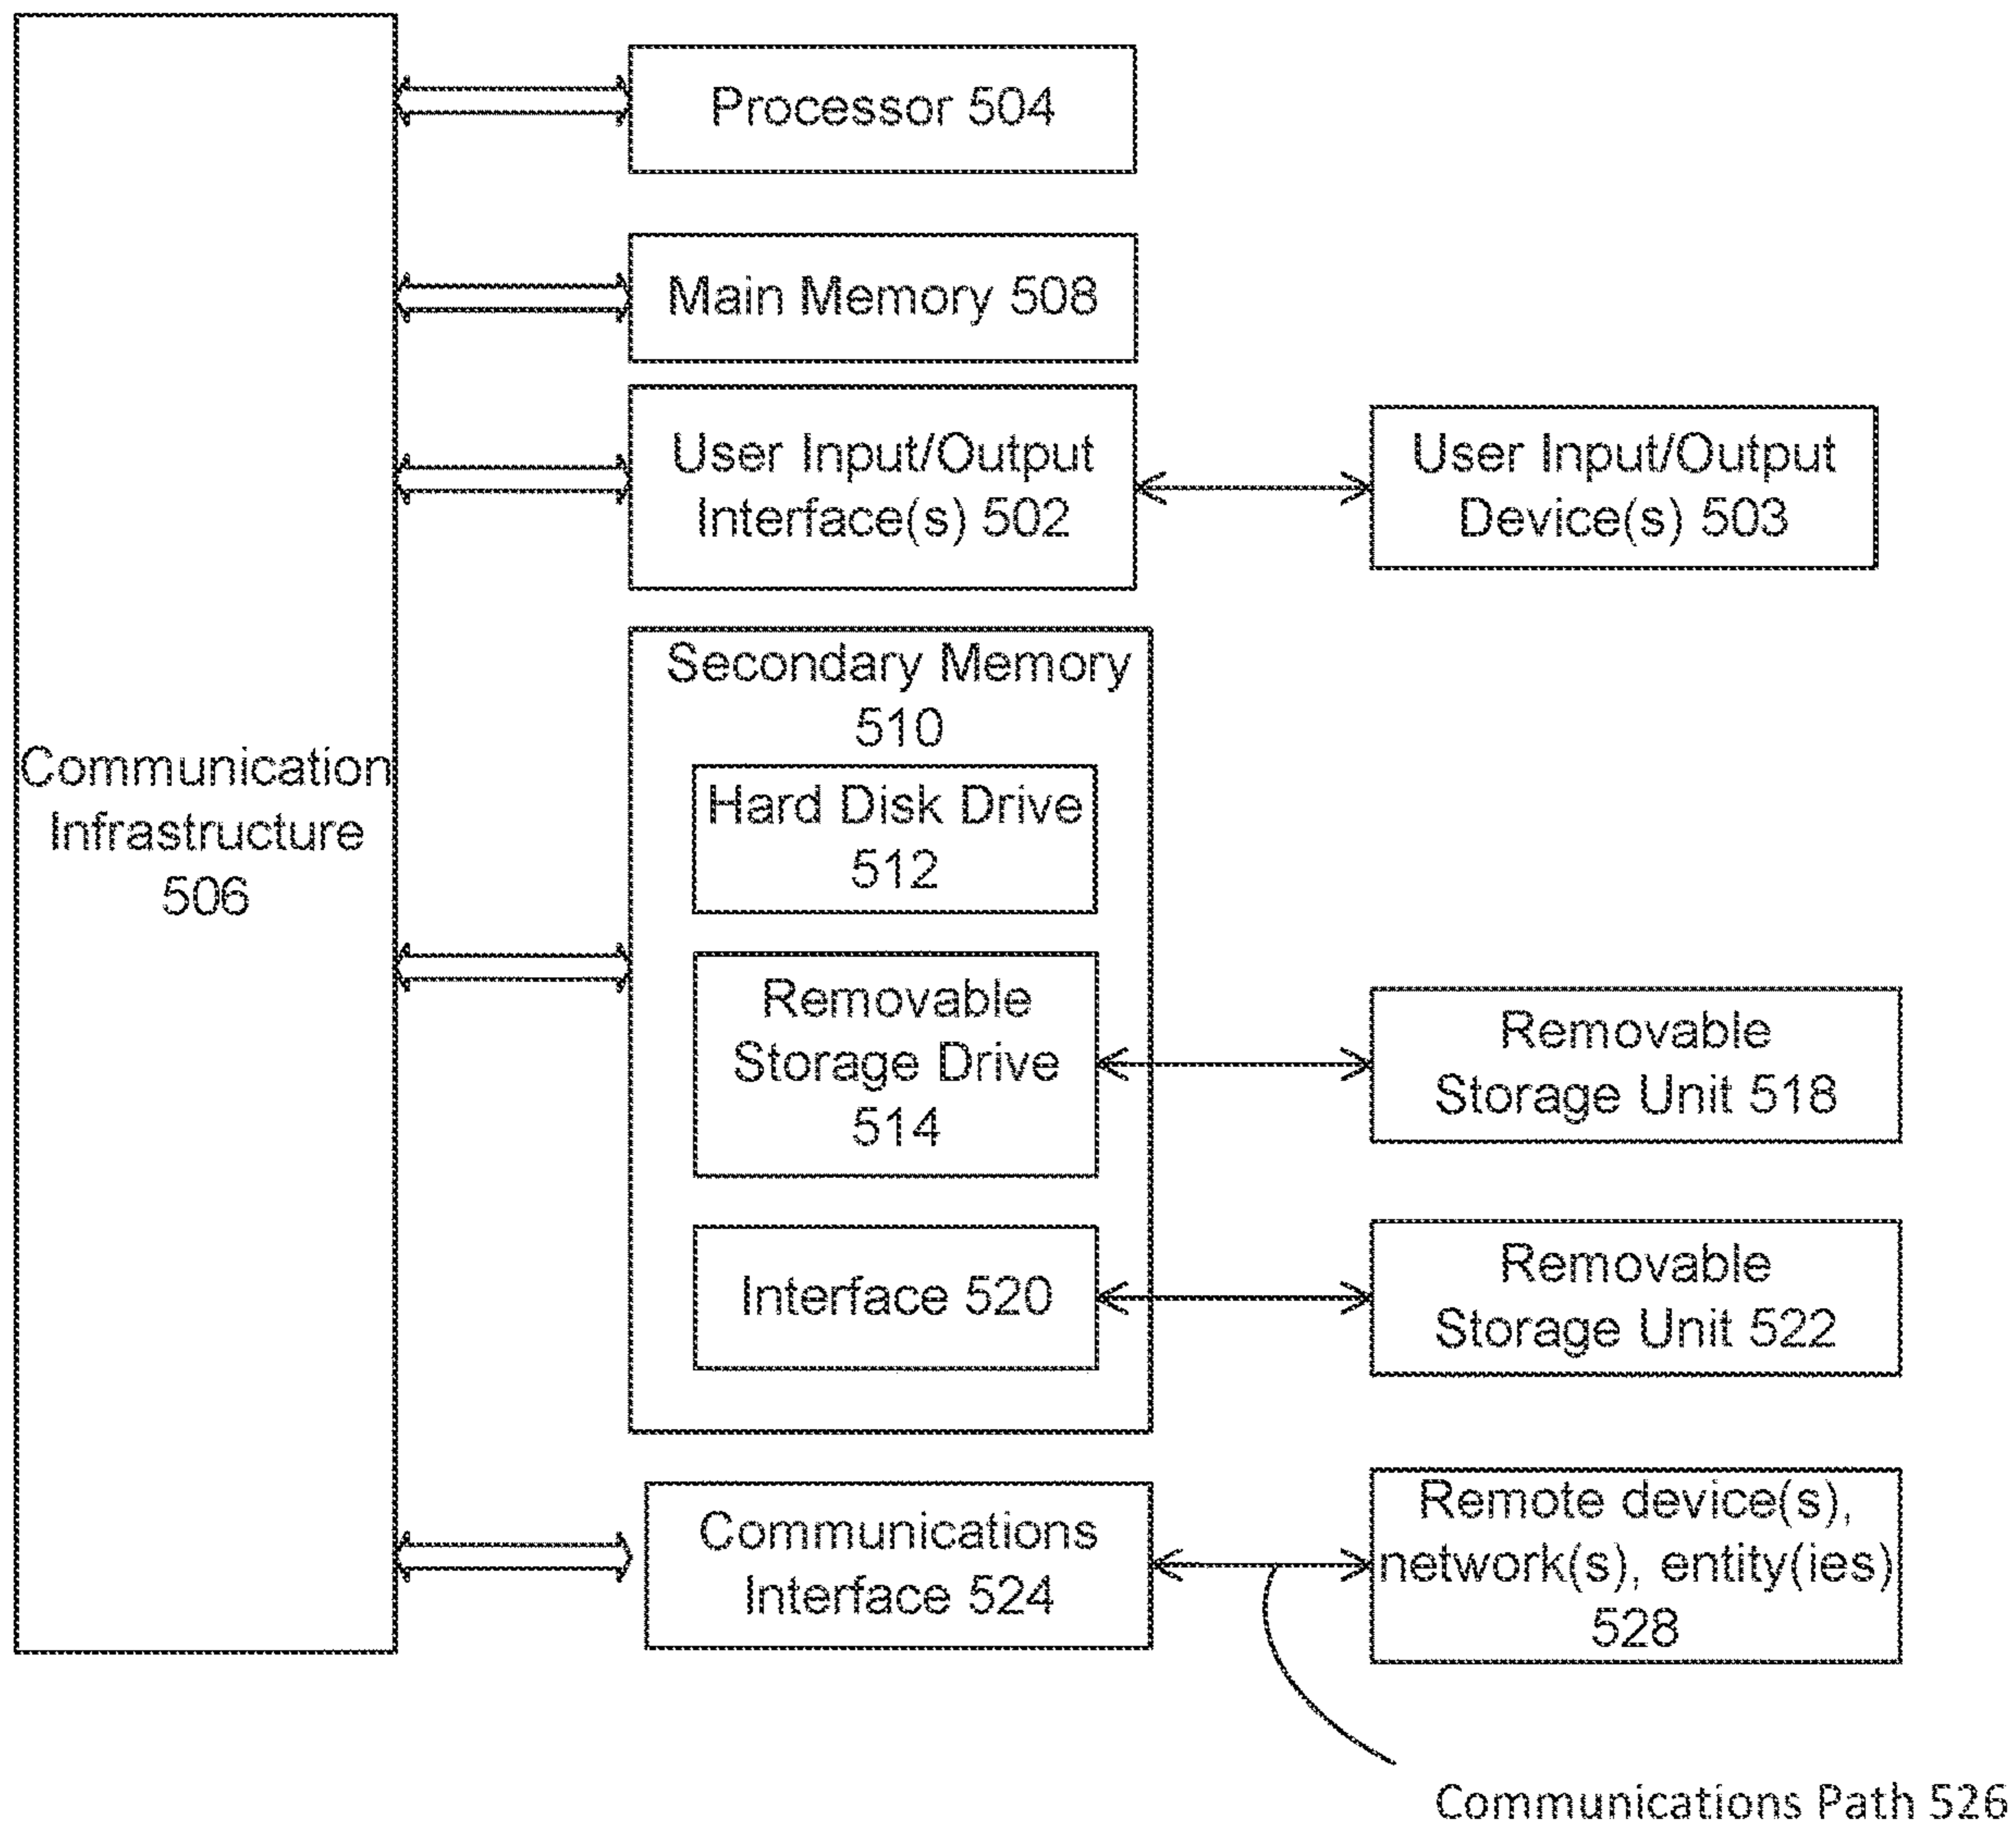 Processor 504
Main Memory 508
User Input/Output
Interface(s) 502
User Input/Output
Device(s) 503
Communication
Infrastructure
506
Secondary Memory
510
Hard Disk Drive
512
Removable
Storage Drive
514
Removable
Storage Unit 518
Interface 520
Removable
Storage Unit 522
Communications
Interface 524
Remote device(s),
network(s), entity(ies)
528
Communications Path 526